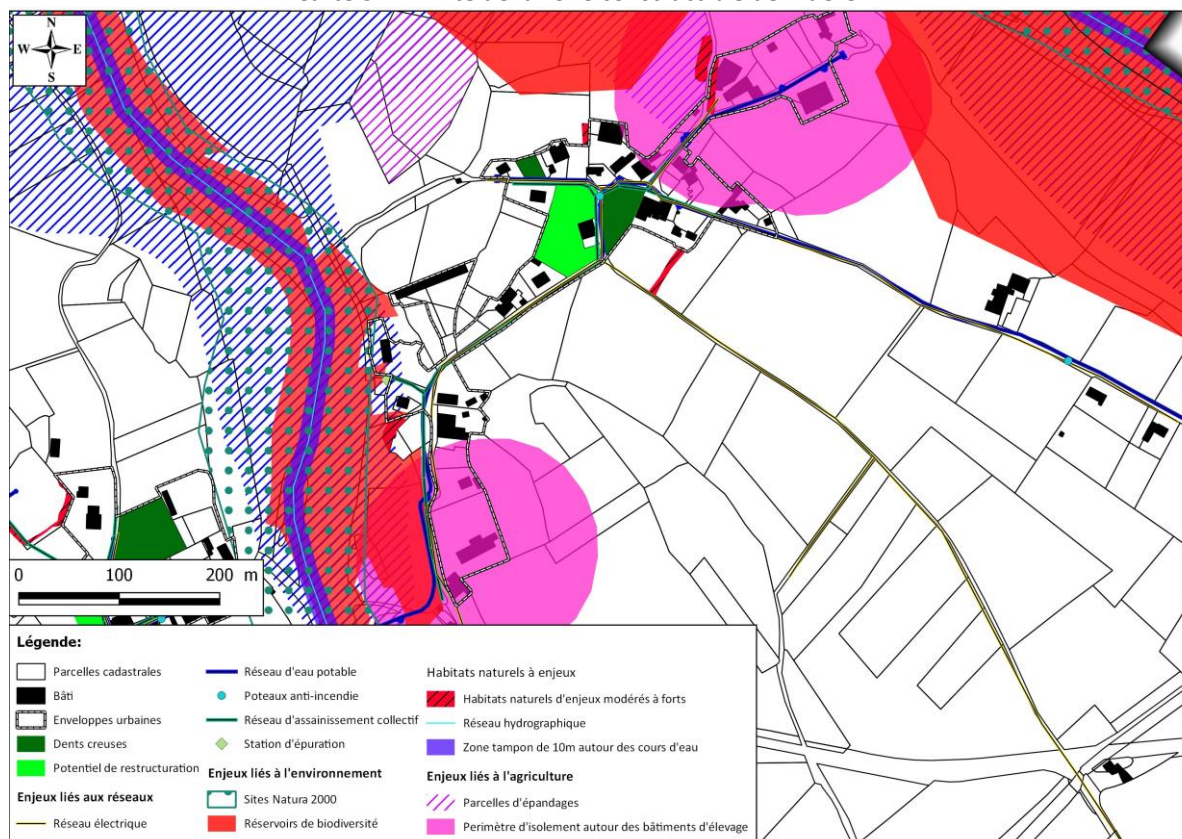 N
W E
S
0 100 200 m
Légende:
Parcelles cadastrales
Bâti
Enveloppes urbaines
Dents creuses
Potentiel de restructuration
Enjeux liés aux réseaux
Réseau électrique
Réseau d'eau potable
Poteaux anti-incendie
Réseau d'assainissement collectif
Station d'épuration
Enjeux liés à l'environnement
Sites Natura 2000
Réservoirs de biodiversité
Habitats naturels à enjeux
Habitats naturels d'enjeux modérés à forts
Réseau hydrographique
Zone tampon de 10m autour des cours d'eau
Enjeux liés à l'agriculture
Parcelles d'épandages
Perimètre d'isolement autour des bâtiments d'élevage